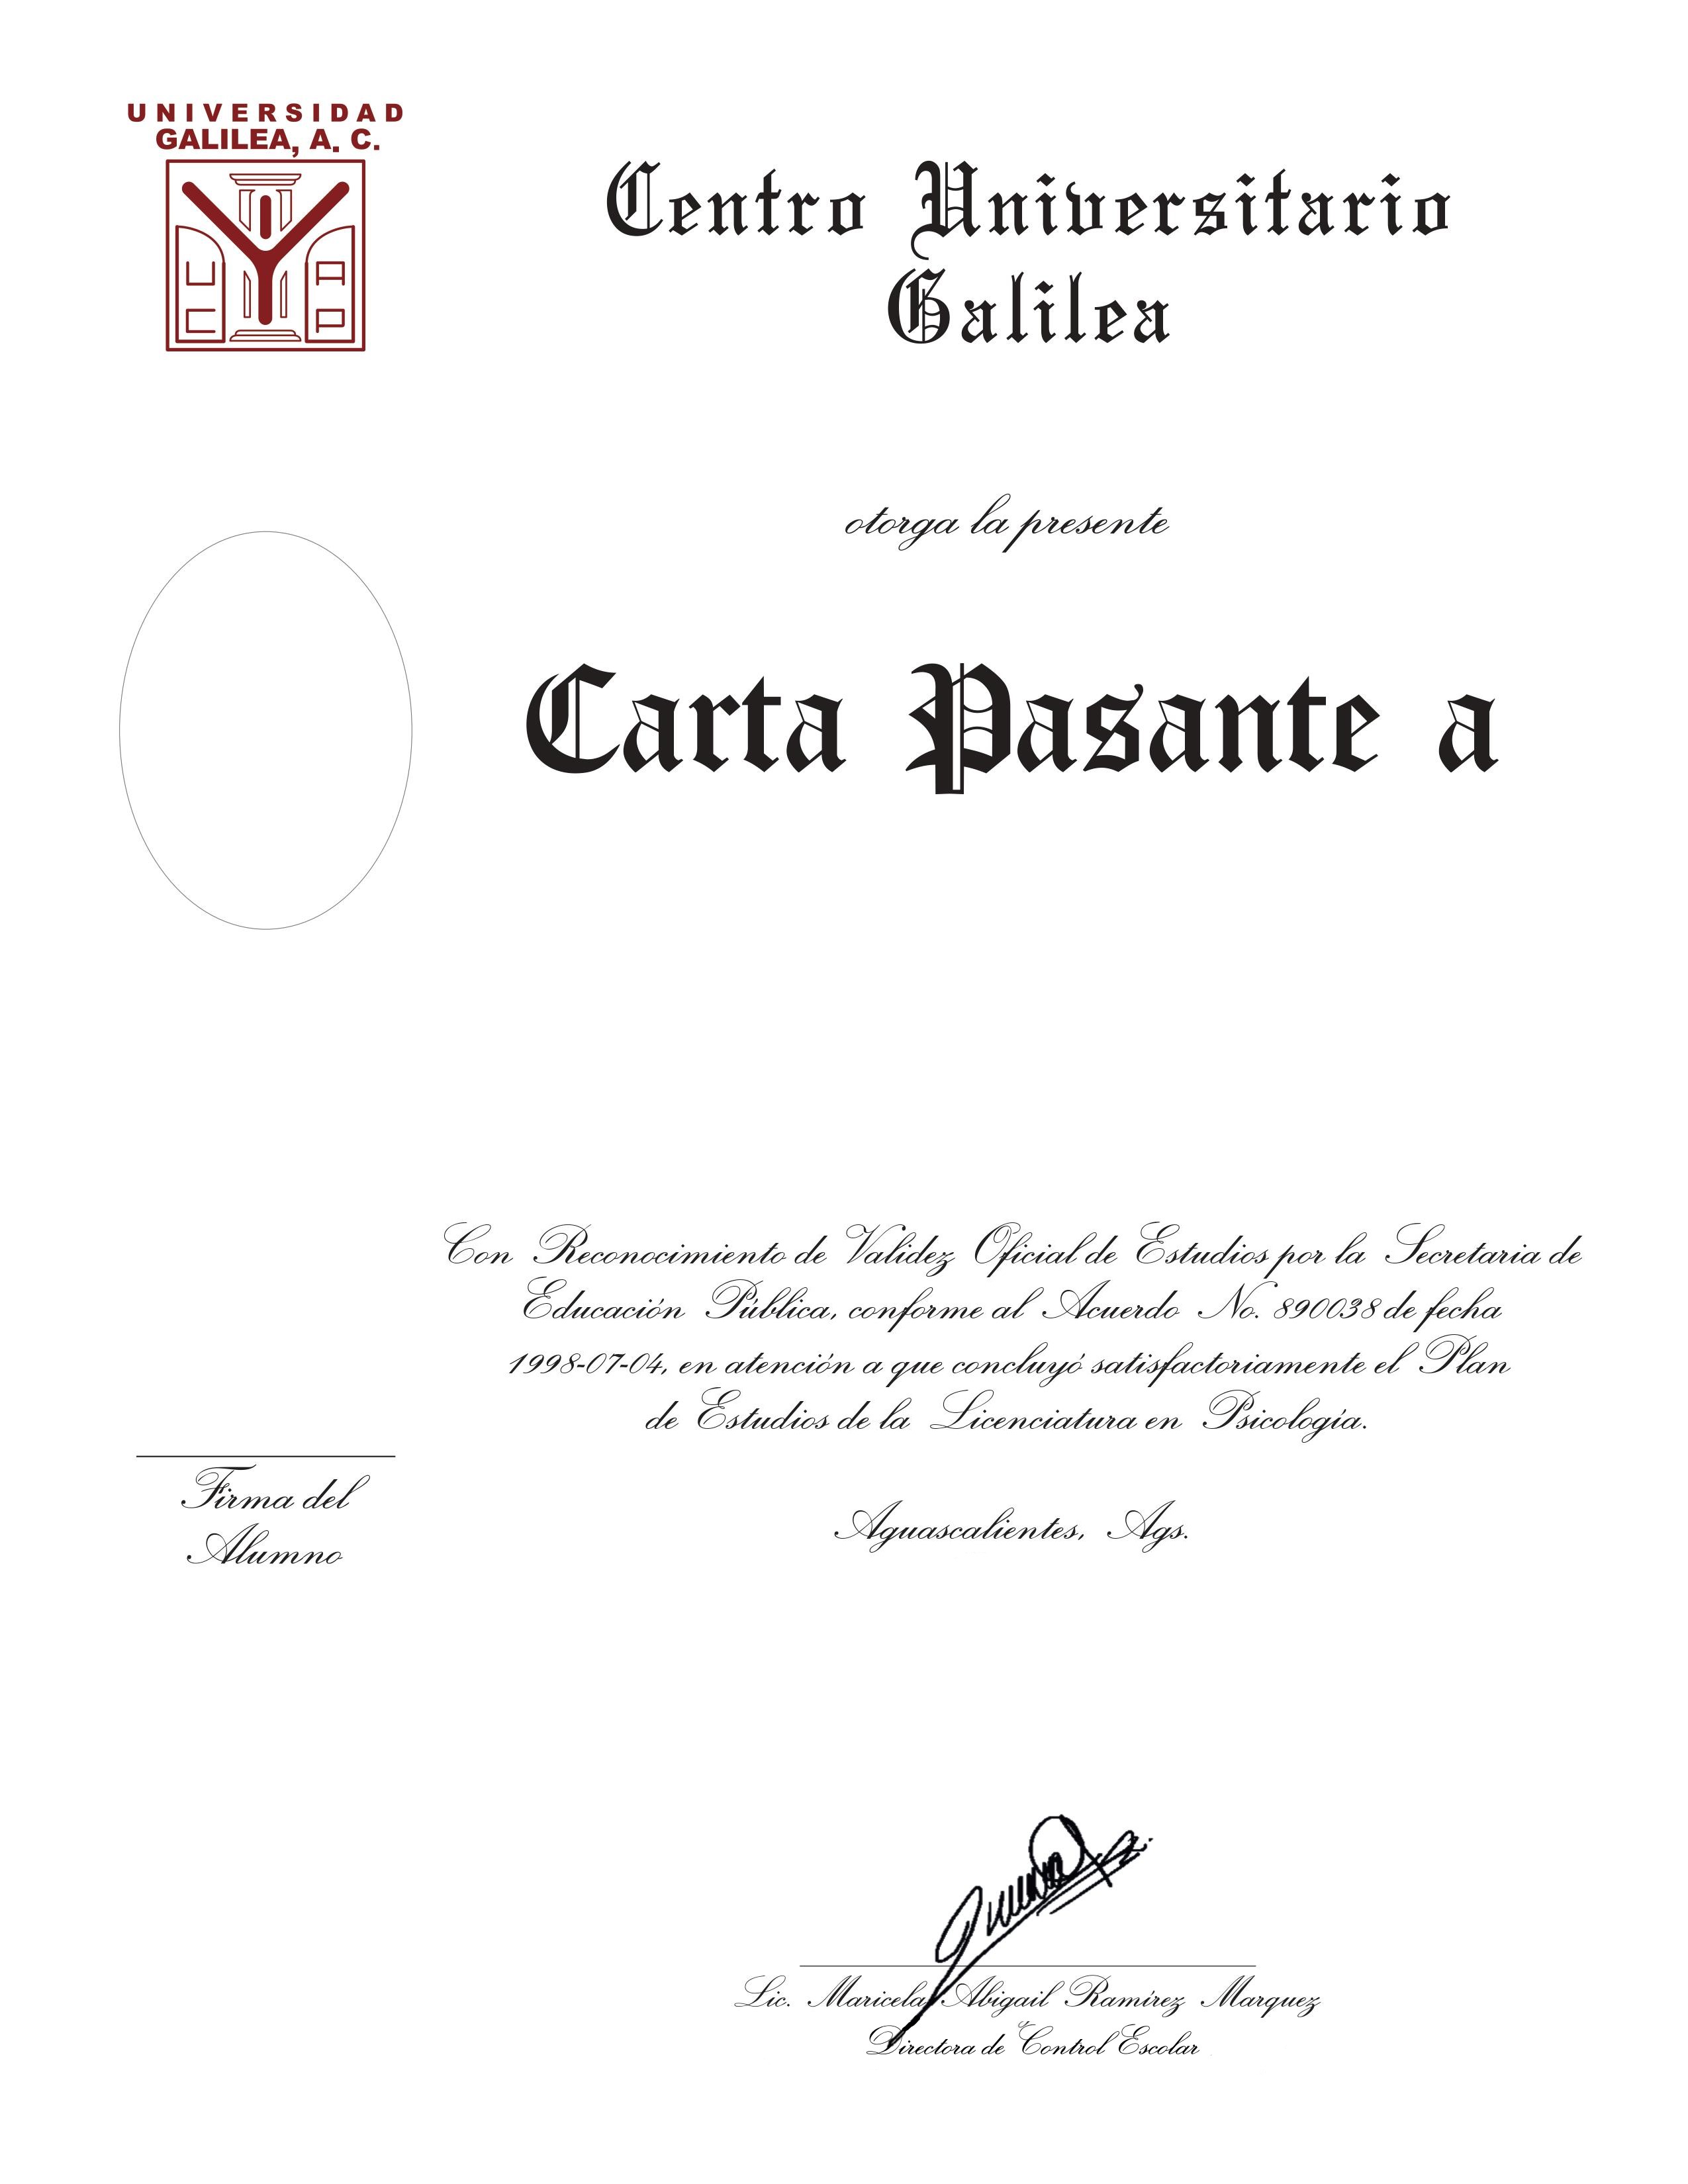 UNIVERSIDAD
GALILEA, A. C.
U A
C P
Centro Universitario
Galilea
otorga la presente
Carta Pasante a
Con Reconocimiento de Validez Oficial de Estudios por la Secretaria de
Educación Pública, conforme al Acuerdo No. 890038 de fecha
1998-07-04, en atención a que concluyó satisfactoriamente el Plan
de Estudios de la Licenciatura en Psicología.
Firma del
Alumno
Aguascalientes, Ags.
Lic. Maricela Abigail Ramírez Marquez
Directora de Control Escolar